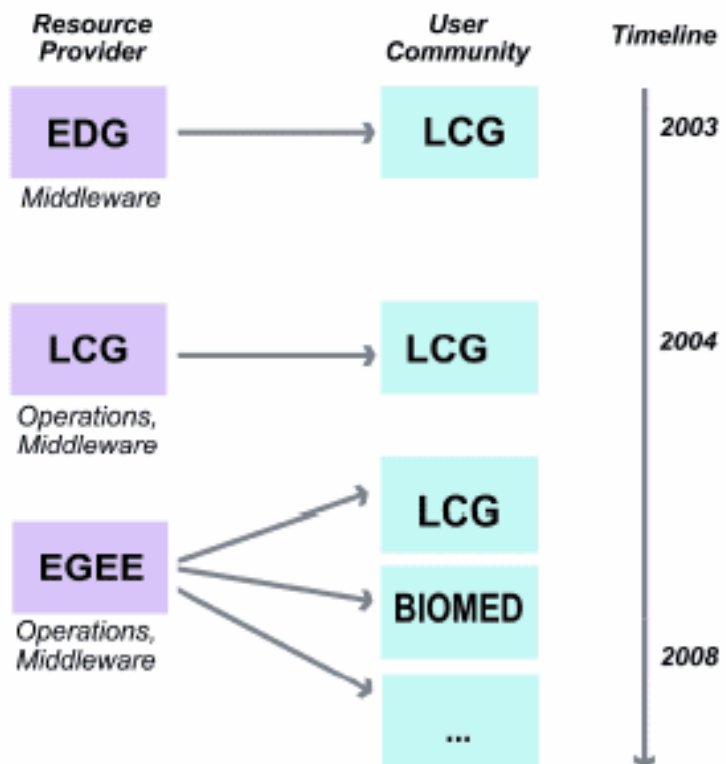 Resource
Provider
User
Community
Timeline
EDG
LCG
2003
Middleware
LCG
LCG
2004
Operations,
Middleware
LCG
EGEE
BIOMED
Operations,
Middleware
2008
...